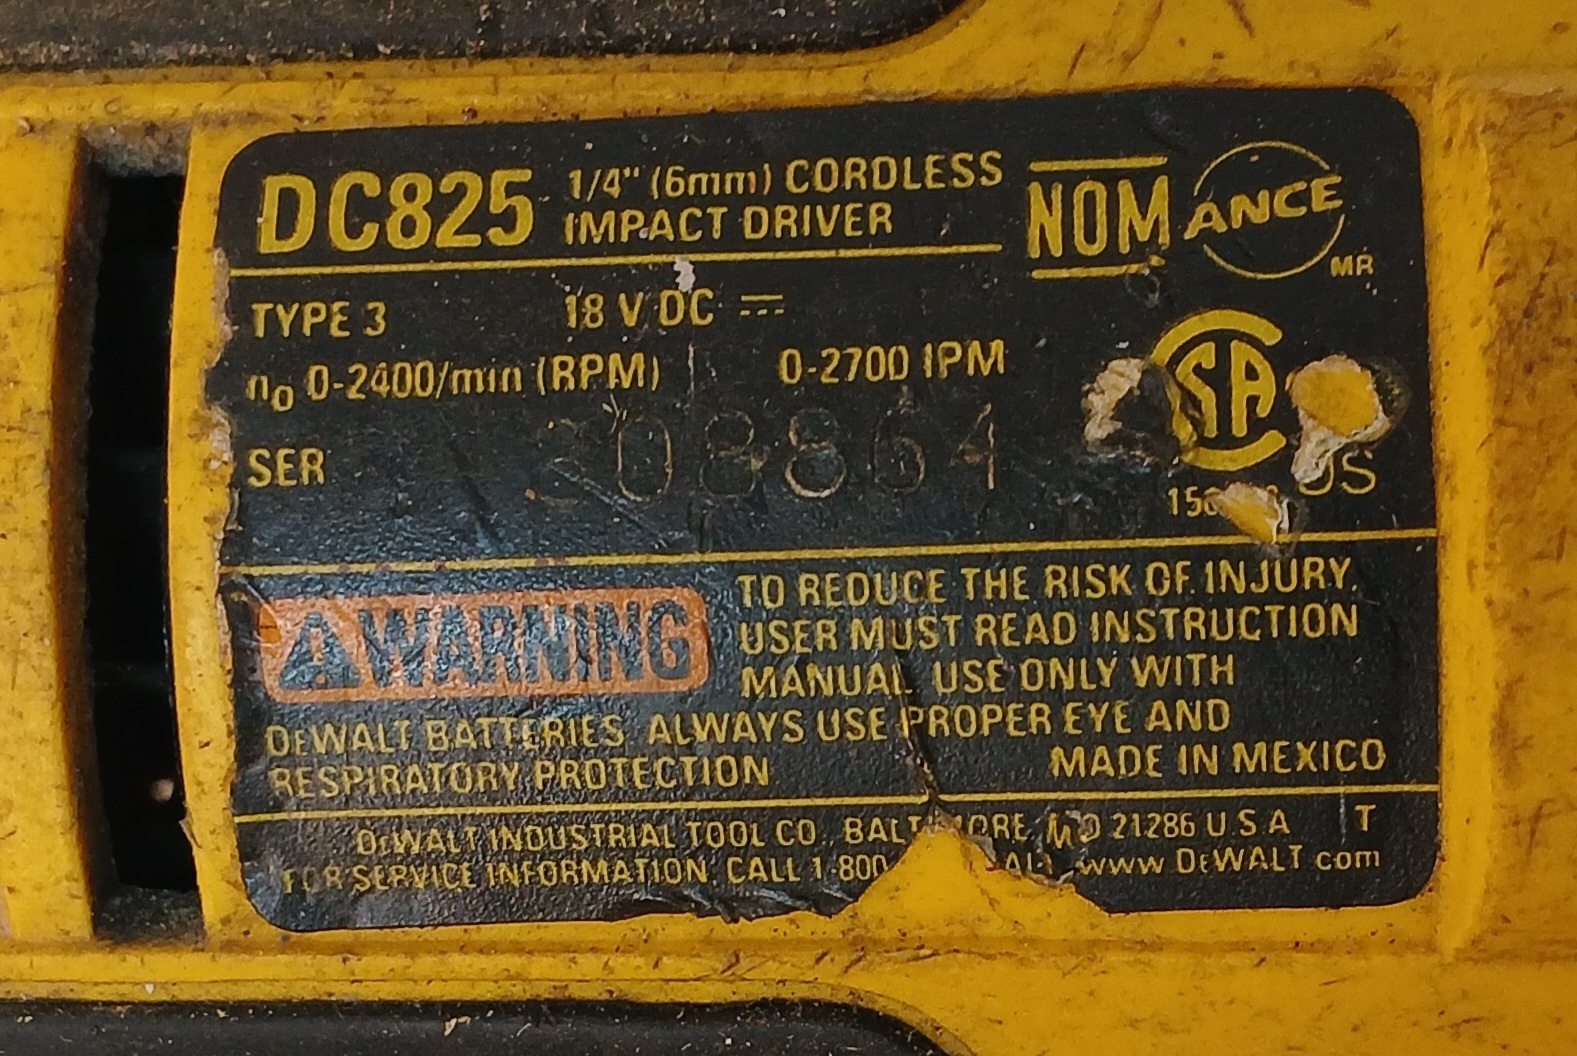 DC825 1/4" (6mm) CORDLESS
IMPACT DRIVER
NOM ANCE MR
TYPE 3 18 V DC
no 0-2400/min (RPM) 0-2700 IPM
SA
SER
US
WARNING
TO REDUCE THE RISK OF INJURY,
USER MUST READ INSTRUCTION
MANUAL USE ONLY WITH
DEWALT BATTERIES. ALWAYS USE PROPER EYE AND
RESPIRATORY PROTECTION
MADE IN MEXICO
DEWALT INDUSTRIAL TOOL CO., MD 21286 U.S.A T
FOR SERVICE INFORMATION, CALL 1-800 www.DEWALT.com